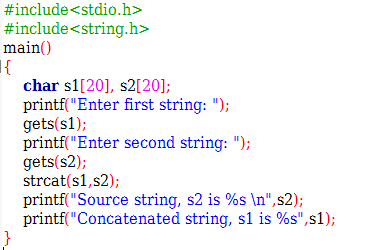 #include<stdio.h>
#include<string.h>
main()
{
char s1[20], s2[20];
printf("Enter first string: ");
gets(s1);
printf("Enter second string: ");
gets(s2);
strcat(s1,s2);
printf("Source string, s2 is %s \n",s2);
printf("Concatenated string, s1 is %s",s1);
}